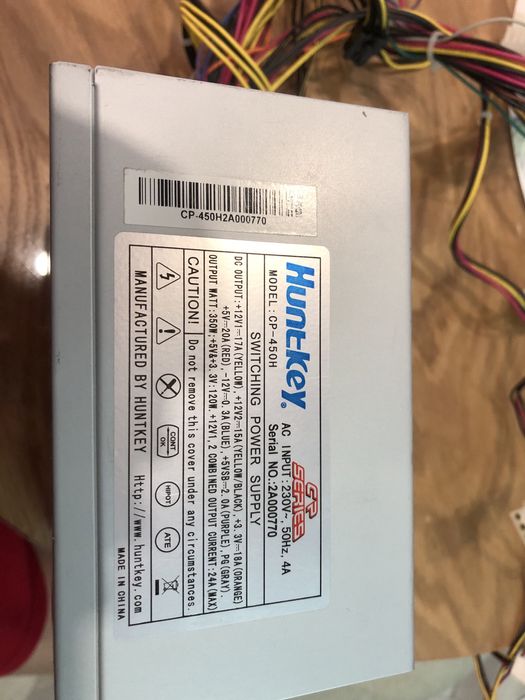 CP-450H2A000770
Huntkey
CP
SERIES
MODEL:CP-450H
AC INPUT:230V~, 50Hz, 4A
Serial NO.:2A000770
SWITCHING POWER SUPPLY
DC OUTPUT:+12V1⎓17A(YELLOW), +12V2⎓15A(YELLOW/BLACK), +3.3V⎓18A(ORANGE)
+5V⎓20A(RED), -12V⎓0.3A(BLUE), +5VSB⎓2.0A(PURPLE), PG(GRAY).
OUTPUT WATT:350W;+5V&+3.3V:120W. +12V1,2 COMBINED OUTPUT CURRENT:24A(MAX)
CAUTION! Do not remove this cover under any circumstances.
CONT
OK
HIPOT
ATE
MANUFACTURED BY HUNTKEY Http://www.huntkey.com
MADE IN CHINA